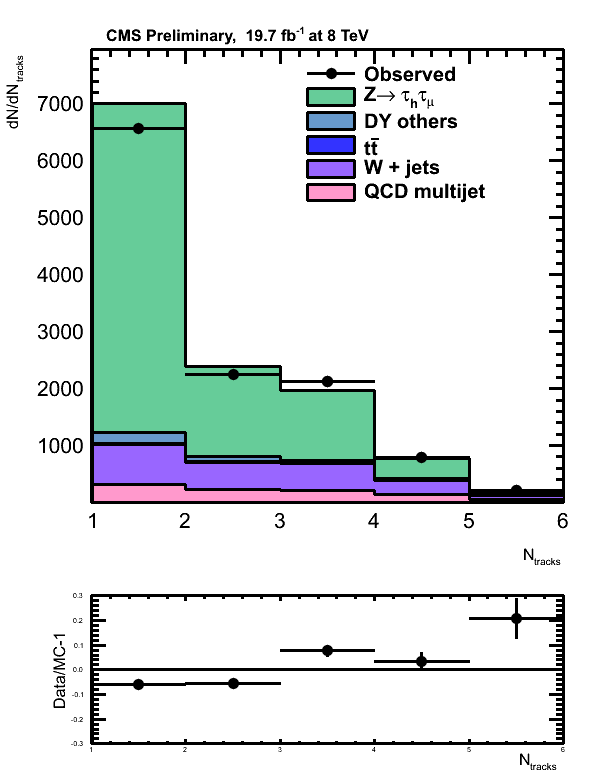 CMS Preliminary, 19.7 fb⁻¹ at 8 TeV
dN/dN_tracks
Observed
Z→ τ_hτ_μ
DY others
tt̄
W + jets
QCD multijet
7000
6000
5000
4000
3000
2000
1000
1 2 3 4 5 6
N_tracks
Data/MC-1
0.3
0.2
0.1
0.0
-0.1
-0.2
-0.3
1 2 3 4 5 6
N_tracks